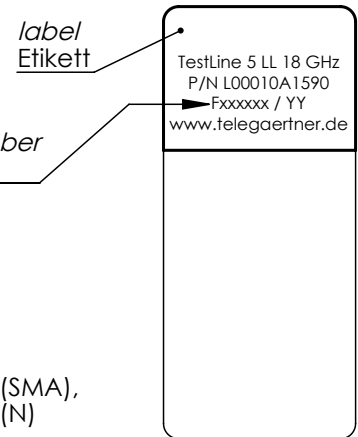 label
Etikett
TestLine 5 LL 18 GHz
P/N L00010A1590
Fxxxxxx / YY
www.telegaertner.de
ber
(SMA),
(N)